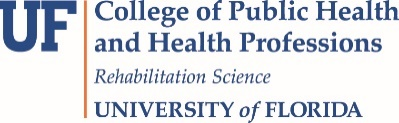 UF
College of Public Health
and Health Professions
Rehabilitation Science
UNIVERSITY of FLORIDA